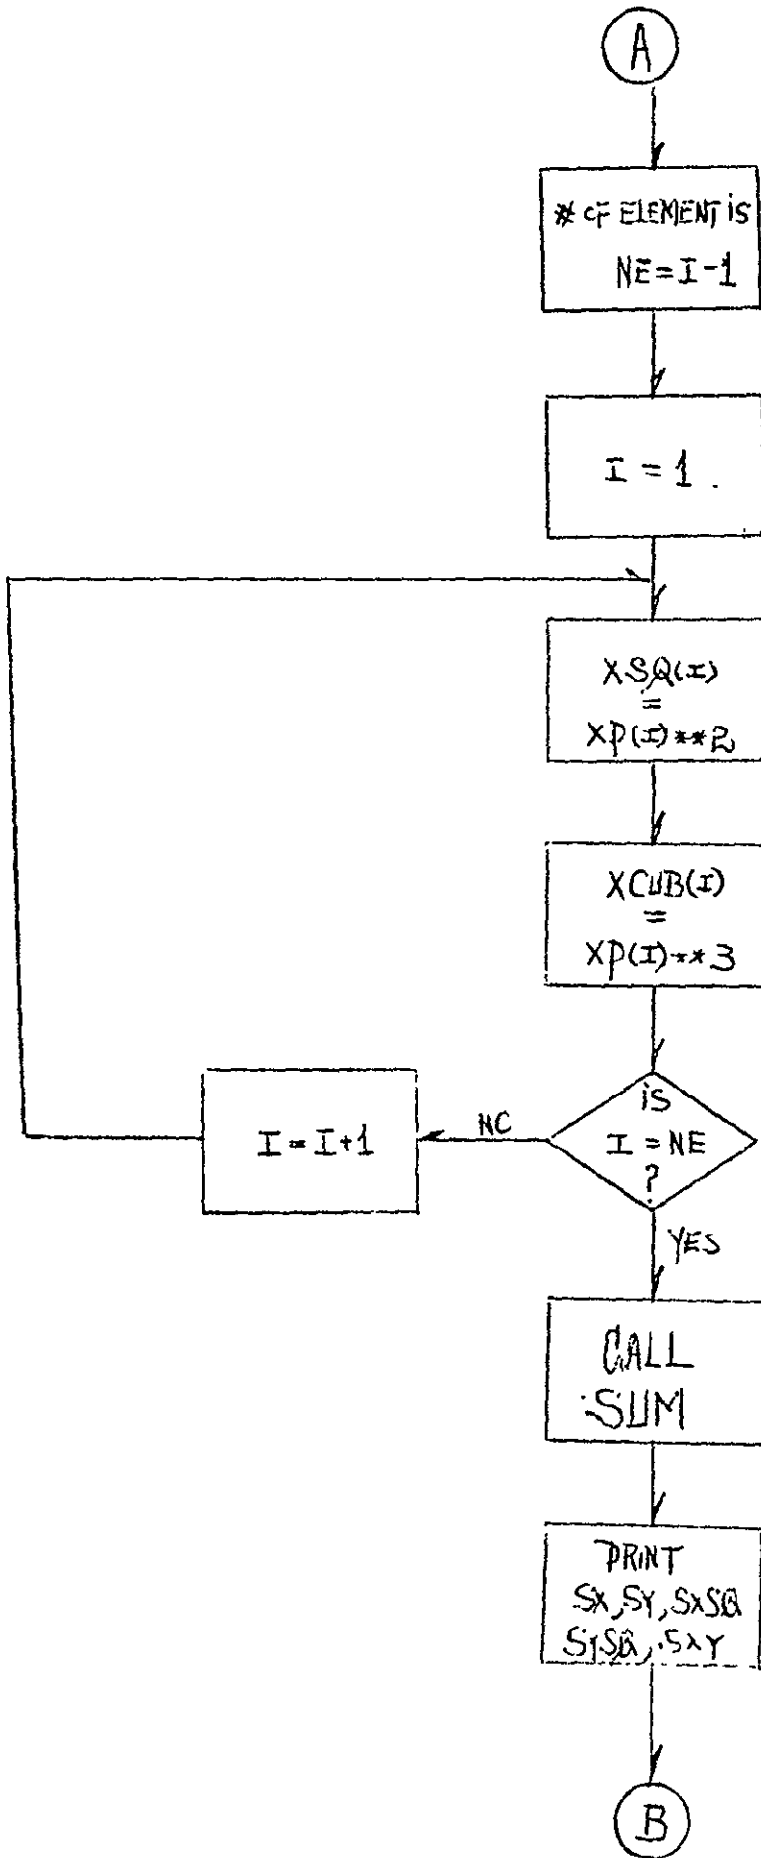 A
# OF ELEMENT is
NE = I-1
I = 1
XSQ(I)
=
XP(I)**2
XCUB(I)
=
XP(I)**3
is
I = NE
?
NO
I = I+1
YES
CALL
SUM
PRINT
SX, SY, SXSQ
SYSQ, SXY
B